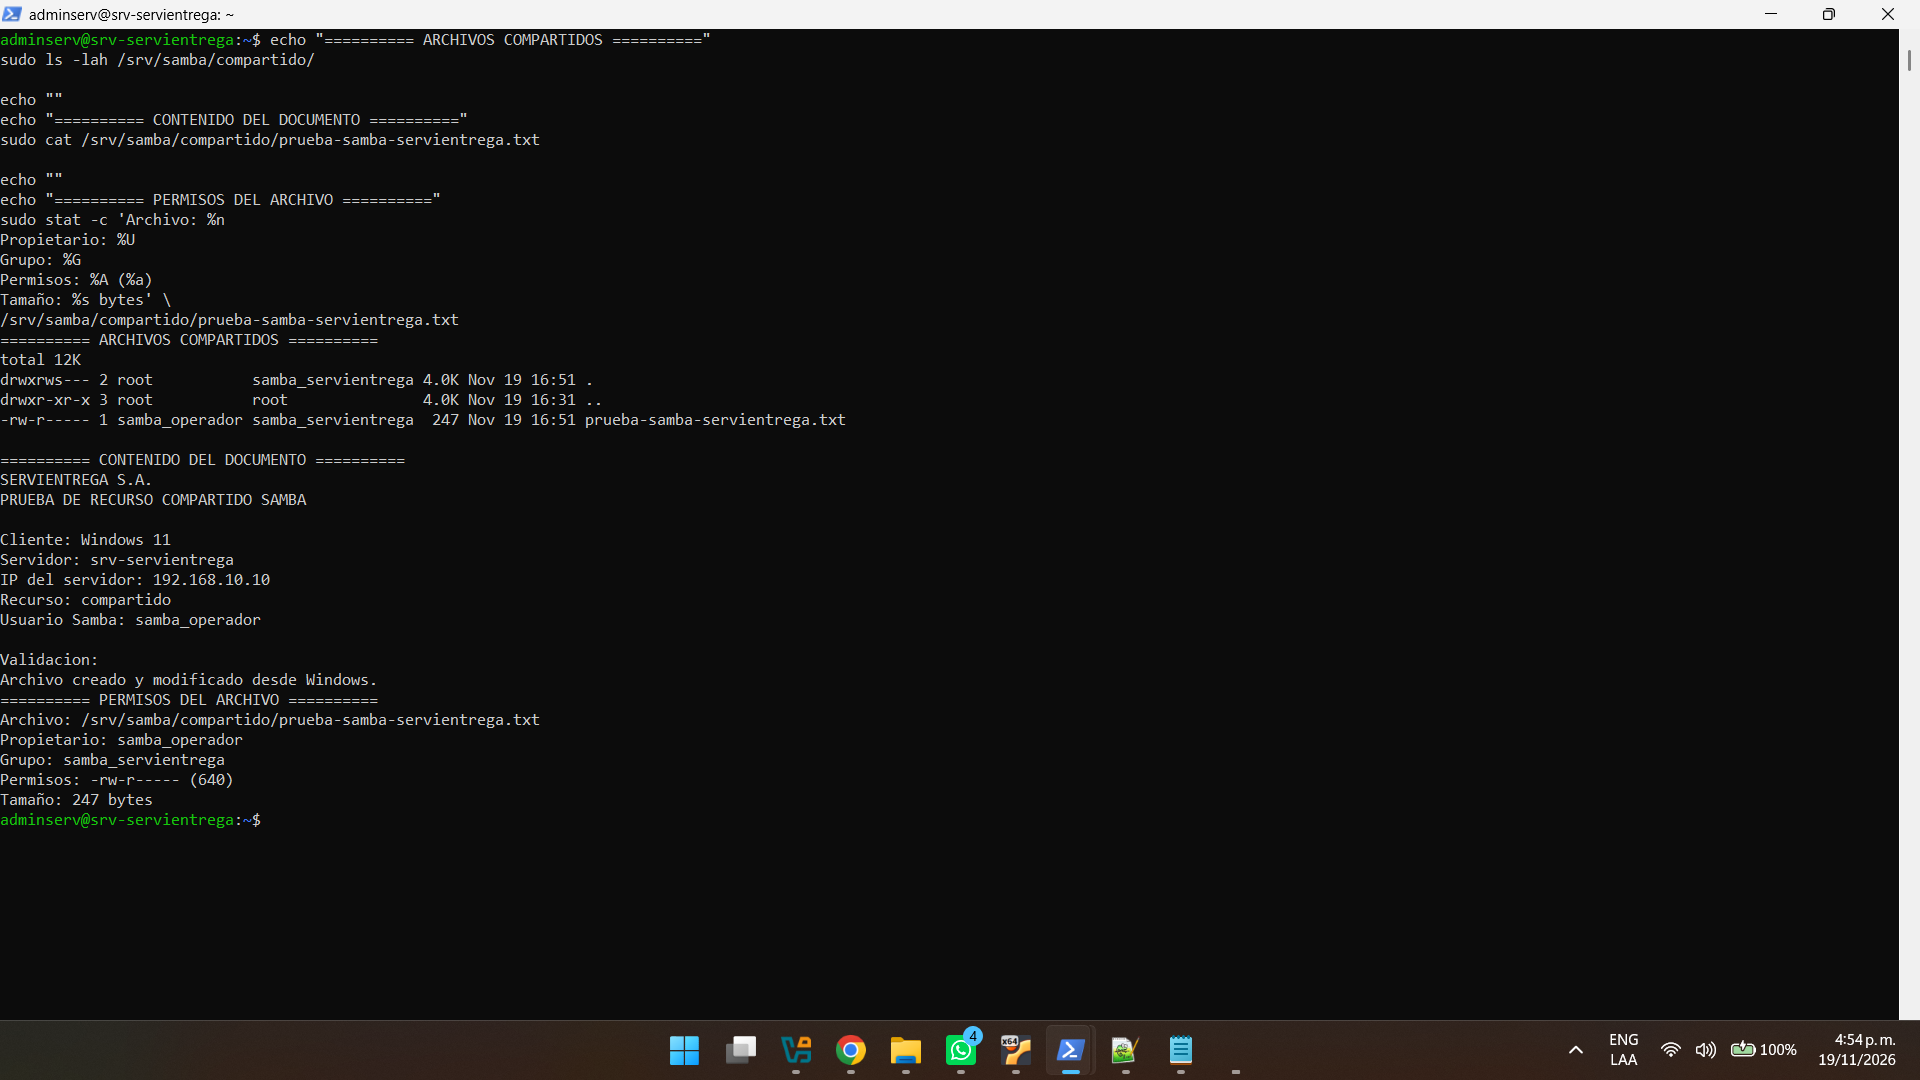 adminserv@srv-servientrega: ~
adminserv@srv-servientrega:~$ echo "========== ARCHIVOS COMPARTIDOS =========="
sudo ls -lah /srv/samba/compartido/
echo ""
echo "========== CONTENIDO DEL DOCUMENTO =========="
sudo cat /srv/samba/compartido/prueba-samba-servientrega.txt
echo ""
echo "========== PERMISOS DEL ARCHIVO =========="
sudo stat -c 'Archivo: %n
Propietario: %U
Grupo: %G
Permisos: %A (%a)
Tamaño: %s bytes' \
/srv/samba/compartido/prueba-samba-servientrega.txt
========== ARCHIVOS COMPARTIDOS ==========
total 12K
drwxrws--- 2 root           samba_servientrega 4.0K Nov 19 16:51 .
drwxr-xr-x 3 root           root               4.0K Nov 19 16:31 ..
-rw-r----- 1 samba_operador samba_servientrega  247 Nov 19 16:51 prueba-samba-servientrega.txt
========== CONTENIDO DEL DOCUMENTO ==========
SERVIENTREGA S.A.
PRUEBA DE RECURSO COMPARTIDO SAMBA
Cliente: Windows 11
Servidor: srv-servientrega
IP del servidor: 192.168.10.10
Recurso: compartido
Usuario Samba: samba_operador
Validacion:
Archivo creado y modificado desde Windows.
========== PERMISOS DEL ARCHIVO ==========
Archivo: /srv/samba/compartido/prueba-samba-servientrega.txt
Propietario: samba_operador
Grupo: samba_servientrega
Permisos: -rw-r----- (640)
Tamaño: 247 bytes
adminserv@srv-servientrega:~$
4
x64
ENG
LAA
100%
4:54 p. m.
19/11/2026